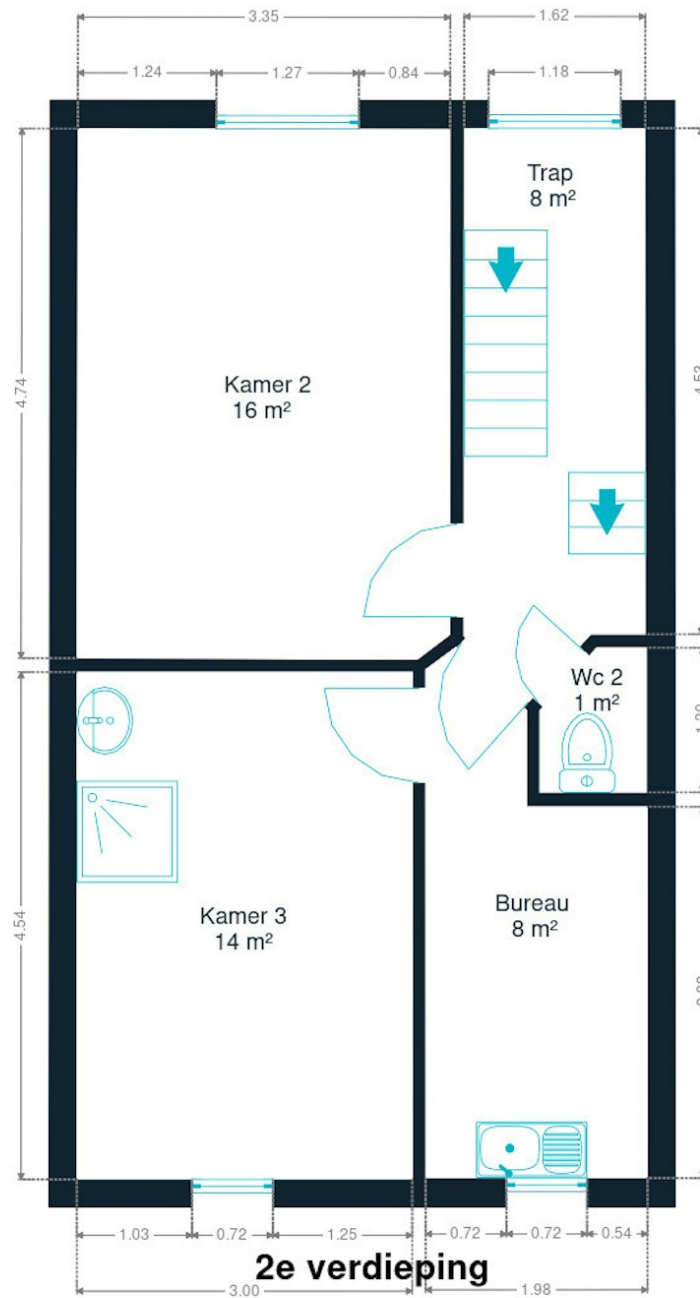 3.35
1.62
1.24
1.27
0.84
1.18
Trap
8 m²
4.74
Kamer 2
16 m²
Wc 2
1 m²
4.54
Kamer 3
14 m²
Bureau
8 m²
1.03
0.72
1.25
0.72
0.72
0.54
2e verdieping
3.00
1.98